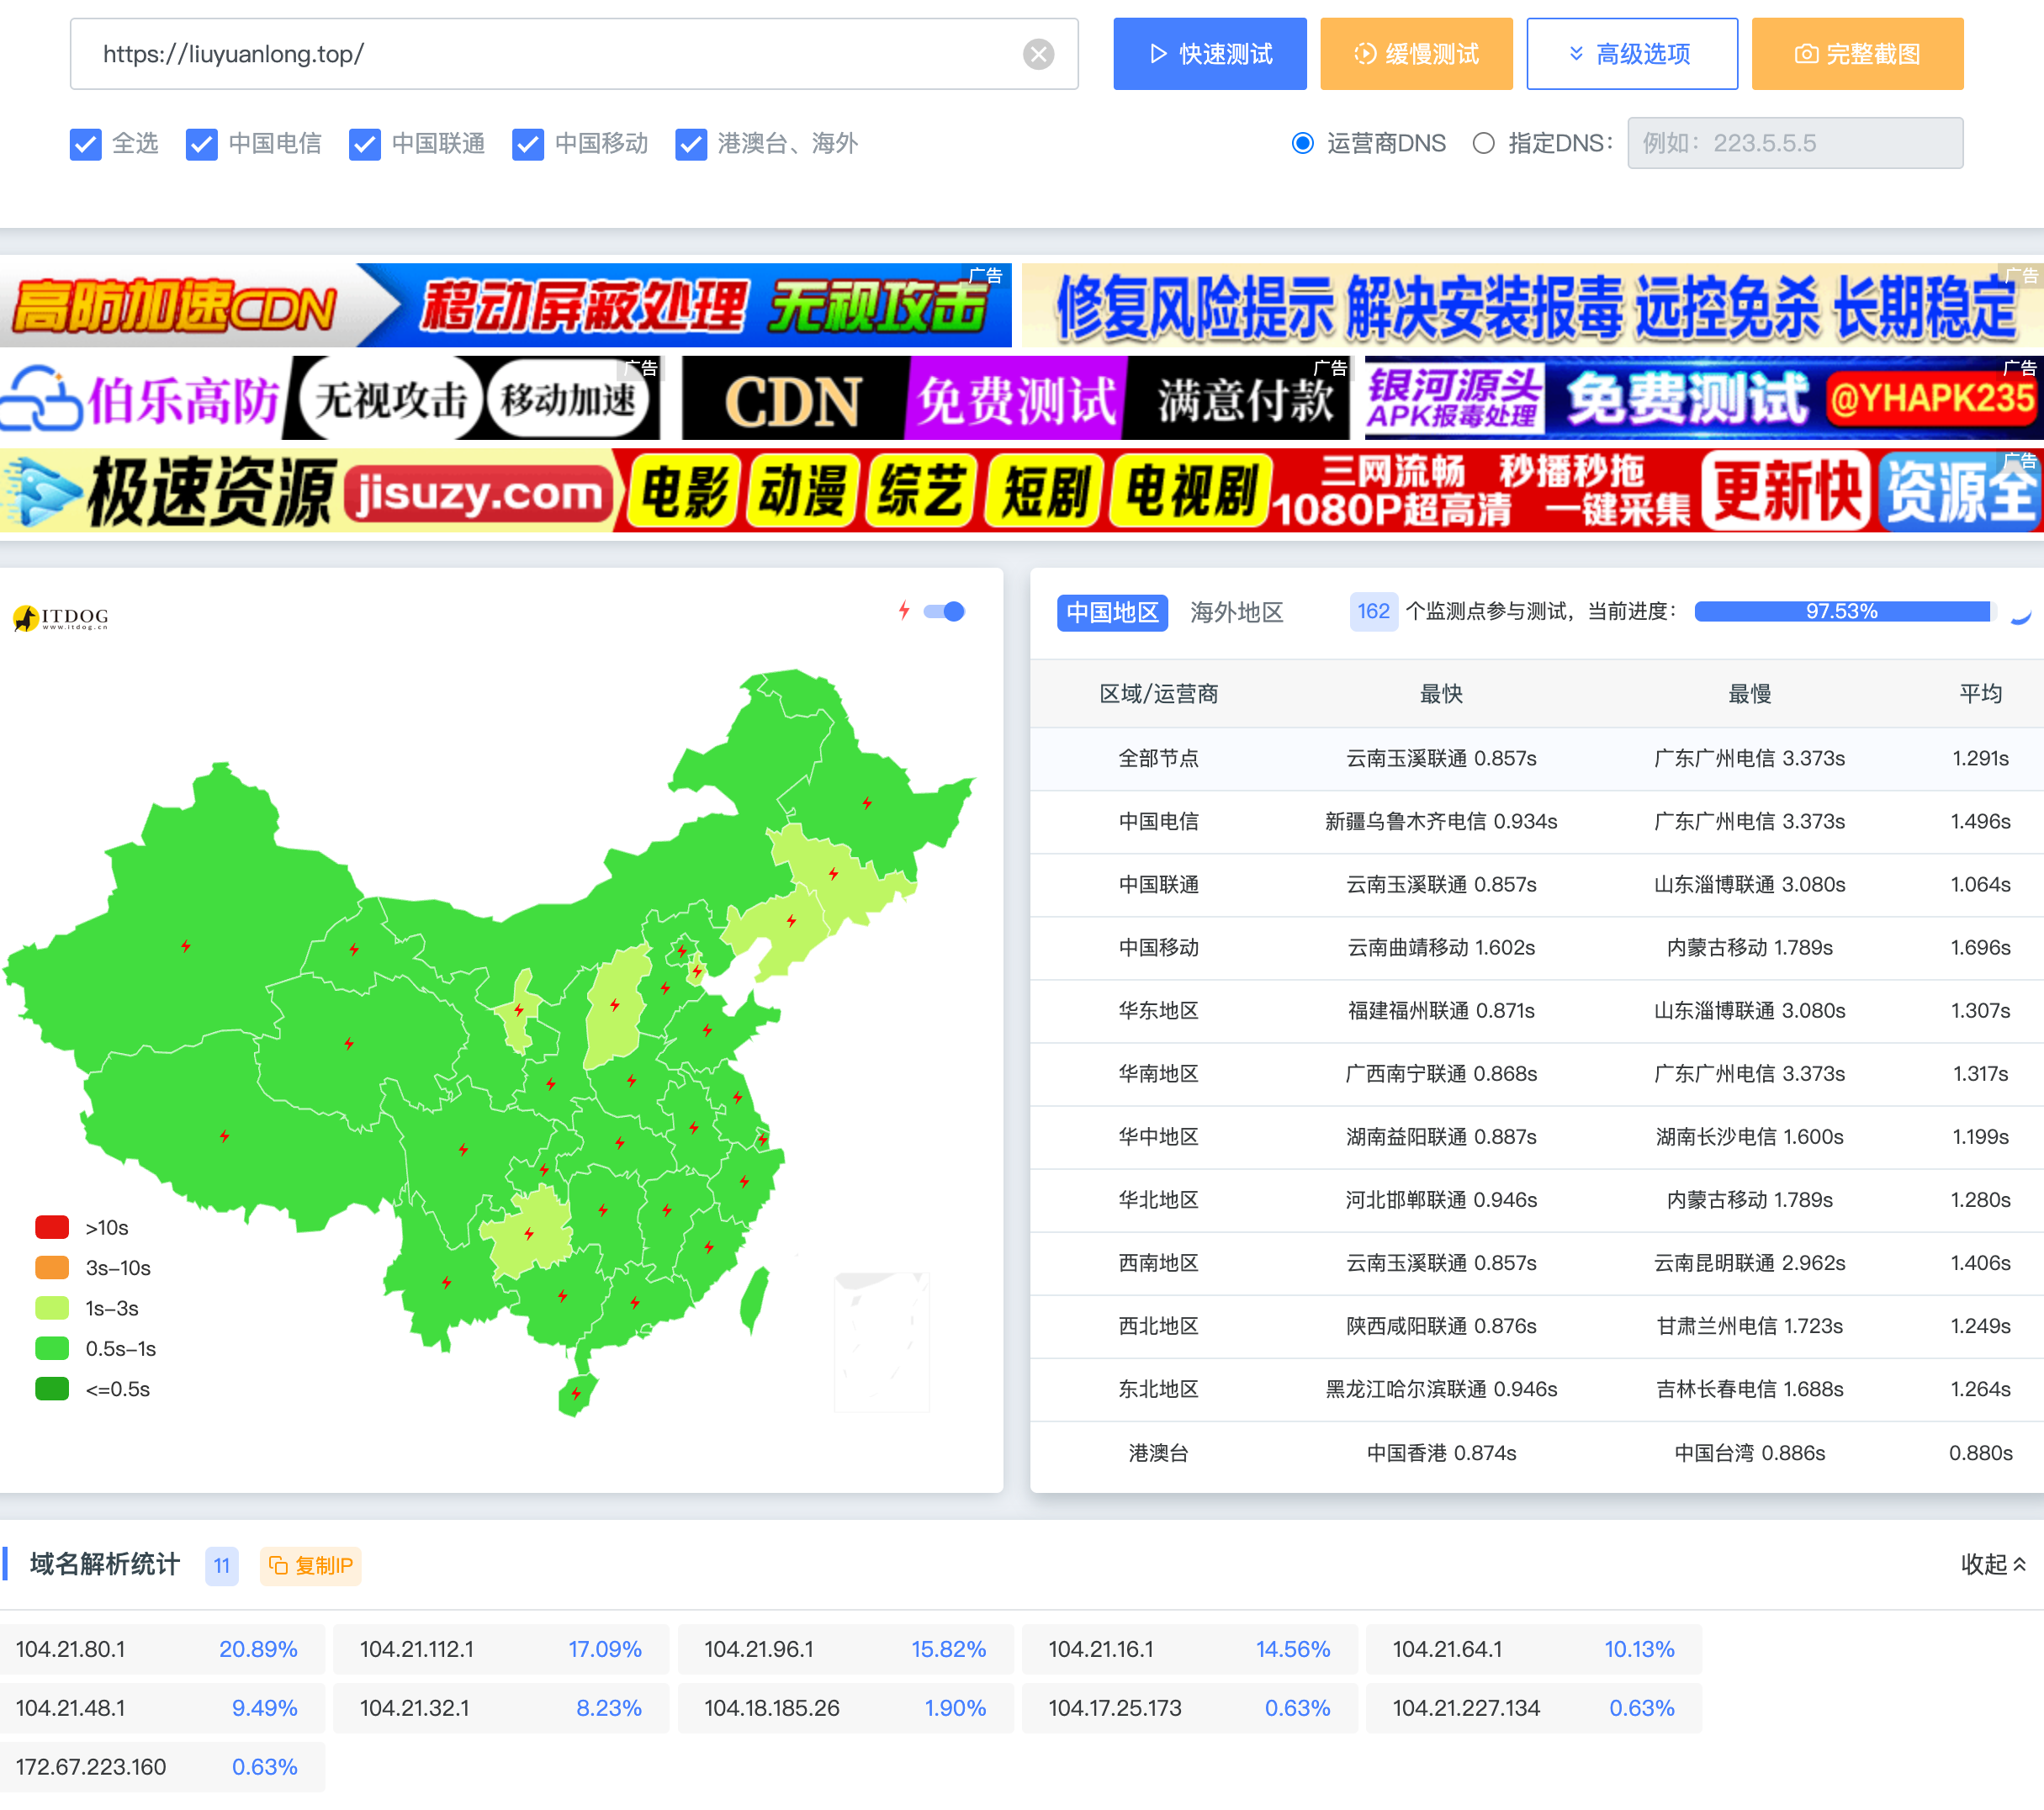 https://liuyuanlong.top/ 快速测试 缓慢测试 高级选项 完整截图
全选 中国电信 中国联通 中国移动 港澳台、海外 运营商DNS 指定DNS： 例如：223.5.5.5
高防加速CDN 移动屏蔽处理 无视攻击 广告 修复风险提示 解决安装报毒 远控免杀 长期稳定 广告
伯乐高防 无视攻击 移动加速 广告 CDN 免费测试 满意付款 广告 银河源头 APK报毒处理 免费测试 @YHAPK235 广告
极速资源 jisuzy.com 电影 动漫 综艺 短剧 电视剧 三网流畅 秒播秒拖 1080P超高清 一键采集 更新快 资源全 广告
ITDOG
www.itdog.cn
>10s
3s-10s
1s-3s
0.5s-1s
<=0.5s
中国地区 海外地区 162 个监测点参与测试，当前进度： 97.53%
区域/运营商 最快 最慢 平均
全部节点 云南玉溪联通 0.857s 广东广州电信 3.373s 1.291s
中国电信 新疆乌鲁木齐电信 0.934s 广东广州电信 3.373s 1.496s
中国联通 云南玉溪联通 0.857s 山东淄博联通 3.080s 1.064s
中国移动 云南曲靖移动 1.602s 内蒙古移动 1.789s 1.696s
华东地区 福建福州联通 0.871s 山东淄博联通 3.080s 1.307s
华南地区 广西南宁联通 0.868s 广东广州电信 3.373s 1.317s
华中地区 湖南益阳联通 0.887s 湖南长沙电信 1.600s 1.199s
华北地区 河北邯郸联通 0.946s 内蒙古移动 1.789s 1.280s
西南地区 云南玉溪联通 0.857s 云南昆明联通 2.962s 1.406s
西北地区 陕西咸阳联通 0.876s 甘肃兰州电信 1.723s 1.249s
东北地区 黑龙江哈尔滨联通 0.946s 吉林长春电信 1.688s 1.264s
港澳台 中国香港 0.874s 中国台湾 0.886s 0.880s
域名解析统计 11 复制IP 收起
104.21.80.1 20.89% 104.21.112.1 17.09% 104.21.96.1 15.82% 104.21.16.1 14.56% 104.21.64.1 10.13%
104.21.48.1 9.49% 104.21.32.1 8.23% 104.18.185.26 1.90% 104.17.25.173 0.63% 104.21.227.134 0.63%
172.67.223.160 0.63%